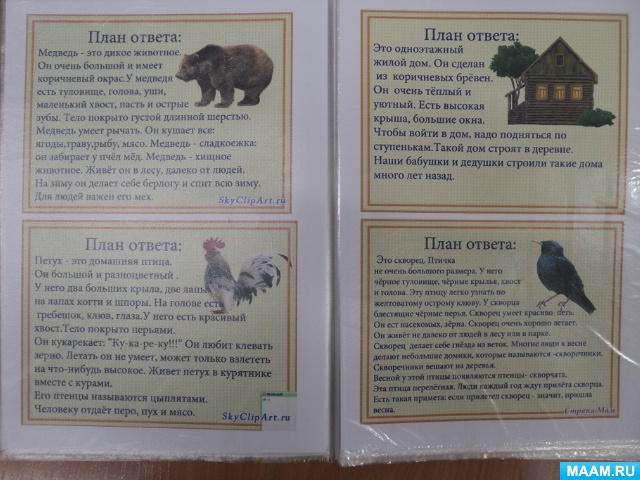 План ответа:
Медведь - это дикое животное.
Он очень большой и имеет
коричневый окрас.У медведя
есть туловище, голова, уши,
маленький хвост, пасть и острые
зубы. Тело покрыто густой длинной шерстью.
Медведь умеет рычать. Он кушает все:
ягоды,траву,рыбу, мясо. Медведь - сладкоежка:
он забирает у пчёл мёд. Медведь - хищное
животное. Живёт он в лесу, далеко от людей.
На зиму он делает себе берлогу и спит всю зиму.
Для людей важен его мех.
SkyClipArt.ru
План ответа:
Петух - это домашняя птица.
Он большой и разноцветный .
У него два больших крыла, две лапы,
на лапах когти и шпоры. На голове есть
гребешок, клюв, глаза.У него есть красивый
хвост.Тело покрыто перьями.
Он кукарекает: "Ку-ка-ре-ку!!!" Он любит клевать
зерно. Летать он не умеет, может только взлететь
на что-нибудь высокое. Живет петух в курятнике
вместе с курами.
Его птенцы называются цыплятами.
Человеку отдаёт перо, пух и мясо.
SkyClipArt.ru
План ответа:
Это одноэтажный
жилой дом. Он сделан
из коричневых брёвен.
Он очень тёплый и
уютный. Есть высокая
крыша, большие окна.
Чтобы войти в дом, надо подняться по
ступенькам.Такой дом строят в деревне.
Наши бабушки и дедушки строили такие дома
много лет назад.
План ответа:
Это скворец. Птичка
не очень большого размера. У него
чёрное туловище, чёрные крылья, хвост
и голова. Эту птицу легко узнать по
желтоватому острому клюву. У скворца
блестящие чёрные перья. Скворец умеет красиво петь.
Он ест насекомых, зёрна. Скворец очень хорошо летает.
Он живёт не далеко от людей в лесу или в парке.
Скворец делает себе гнёзда из веток. Многие люди к весне
делают небольшие домики, которые называются -скворечники.
Скворечники вешают на деревья.
Весной у этой птицы появляются птенцы- скворчата.
Эта птица перелётная. Люди каждый год ждут прилёта скворца.
Есть такая примета: если прилетел скворец - значит, пришла
весна.
Страна-Мам
MAAM.RU